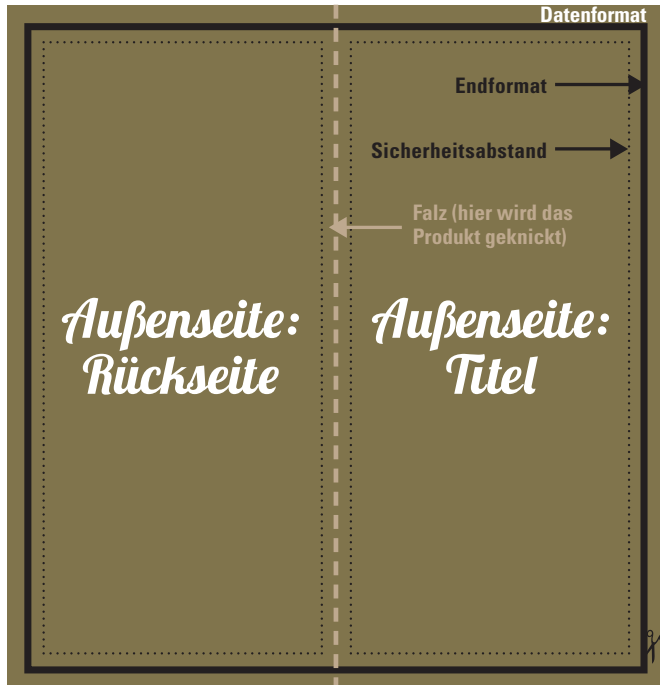 Datenformat
Endformat
Sicherheitsabstand
Falz (hier wird das
Produkt geknickt)
Außenseite:
Rückseite
Außenseite:
Titel